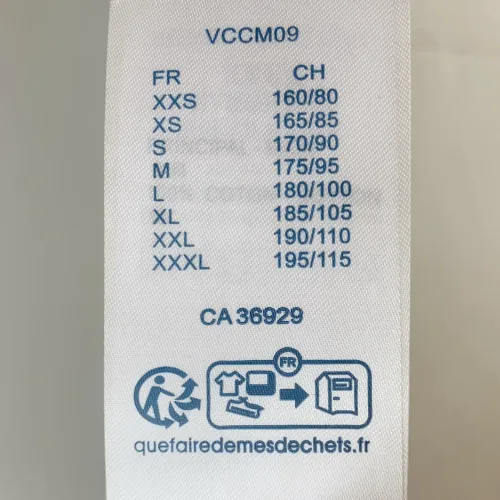 VCCM09
FR CH
XXS 160/80
XS 165/85
S 170/90
M 175/95
L 180/100
XL 185/105
XXL 190/110
XXXL 195/115
CA 36929
FR
quefairedemesdechets.fr